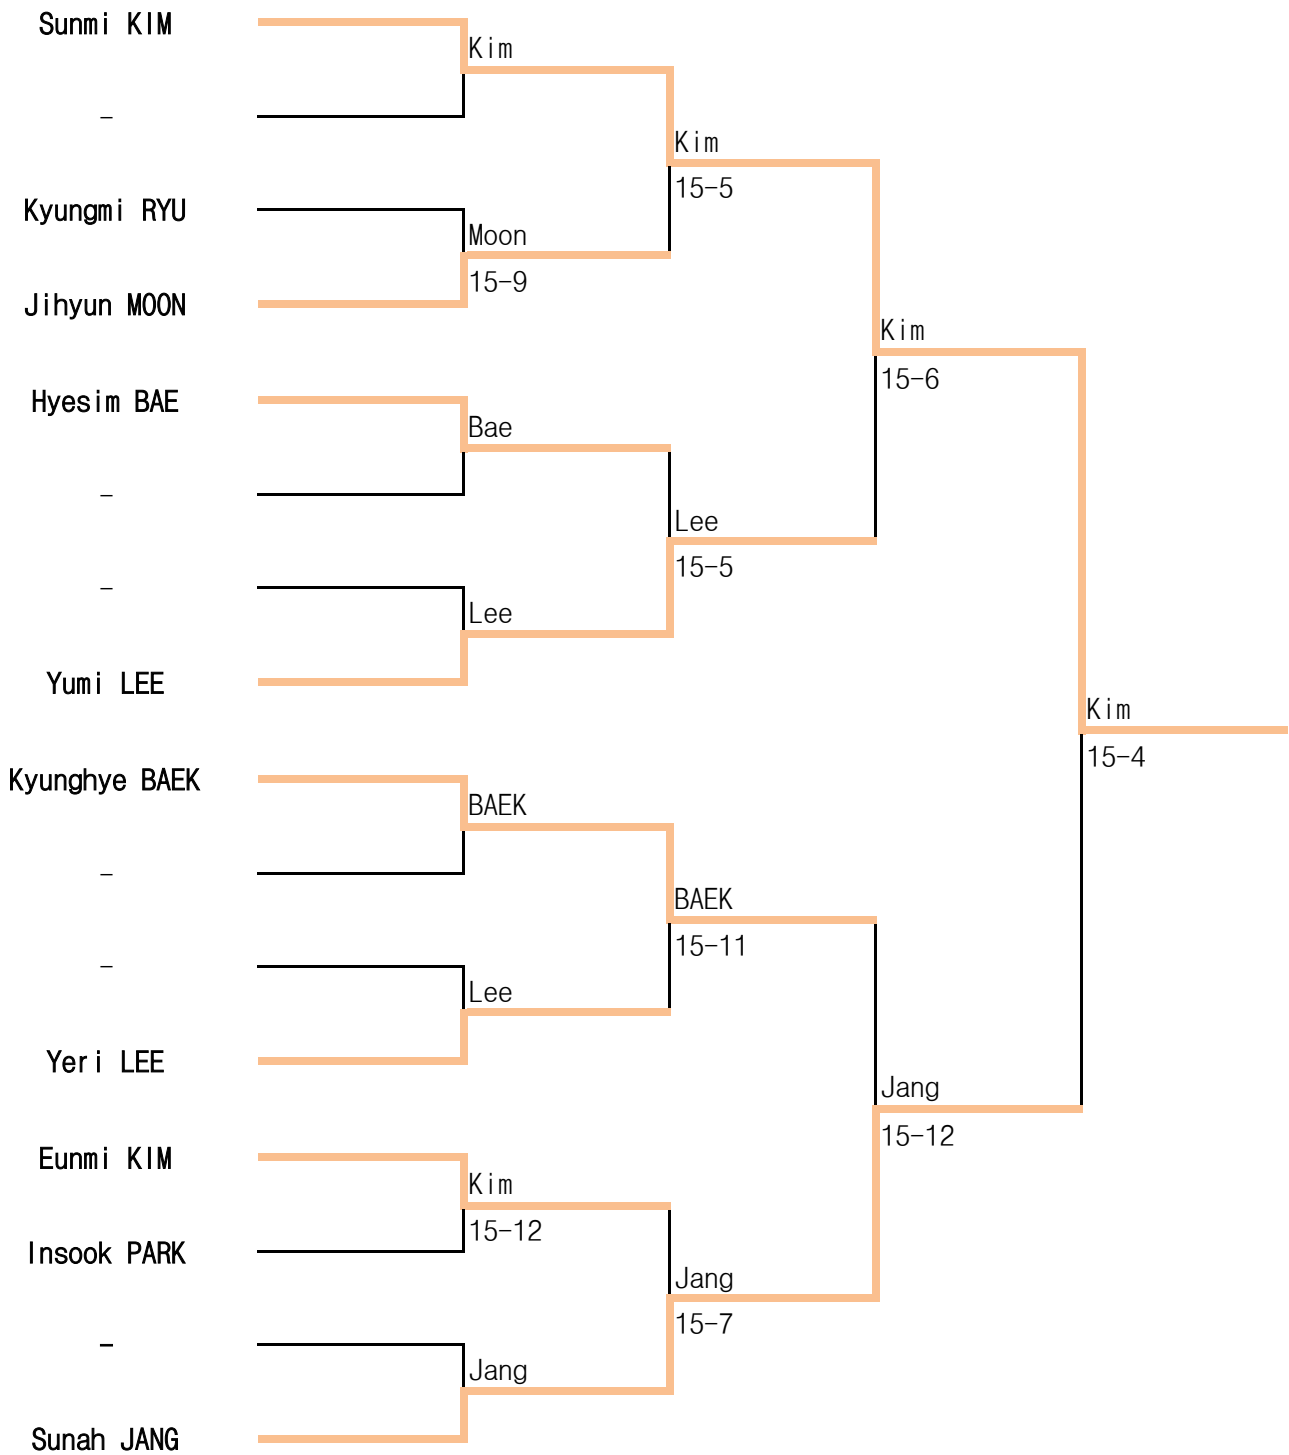 Sunmi KIM
Kim
-
Kim
15-5
Kyungmi RYU
Moon
15-9
Jihyun MOON
Kim
15-6
Hyesim BAE
Bae
-
Lee
15-5
-
Lee
Yumi LEE
Kim
15-4
Kyunghye BAEK
BAEK
-
BAEK
15-11
-
Lee
Yeri LEE
Jang
15-12
Eunmi KIM
Kim
15-12
Insook PARK
Jang
15-7
-
Jang
Sunah JANG